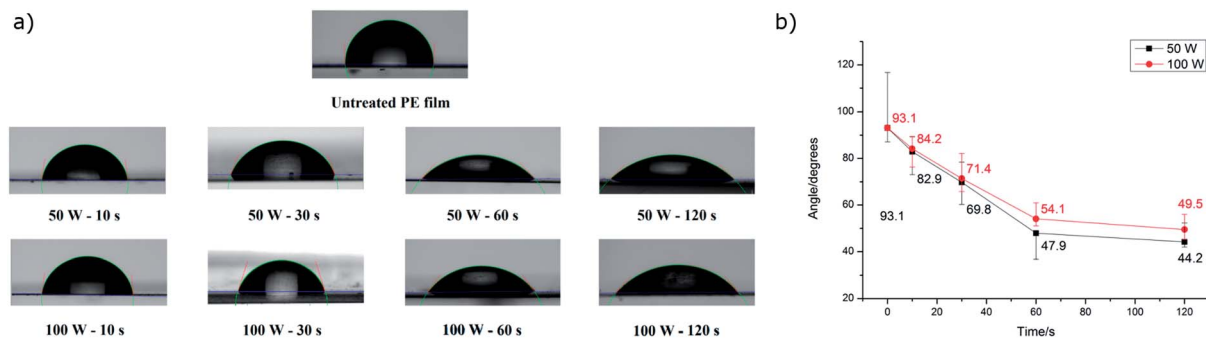 a)
Untreated PE film
50 W - 10 s
50 W - 30 s
50 W - 60 s
50 W - 120 s
100 W - 10 s
100 W - 30 s
100 W - 60 s
100 W - 120 s
b)
50 W
100 W
Angle/degrees
120
100
80
60
40
20
93.1
84.2
82.9
71.4
69.8
93.1
54.1
47.9
49.5
44.2
0
20
40
60
80
100
120
Time/s